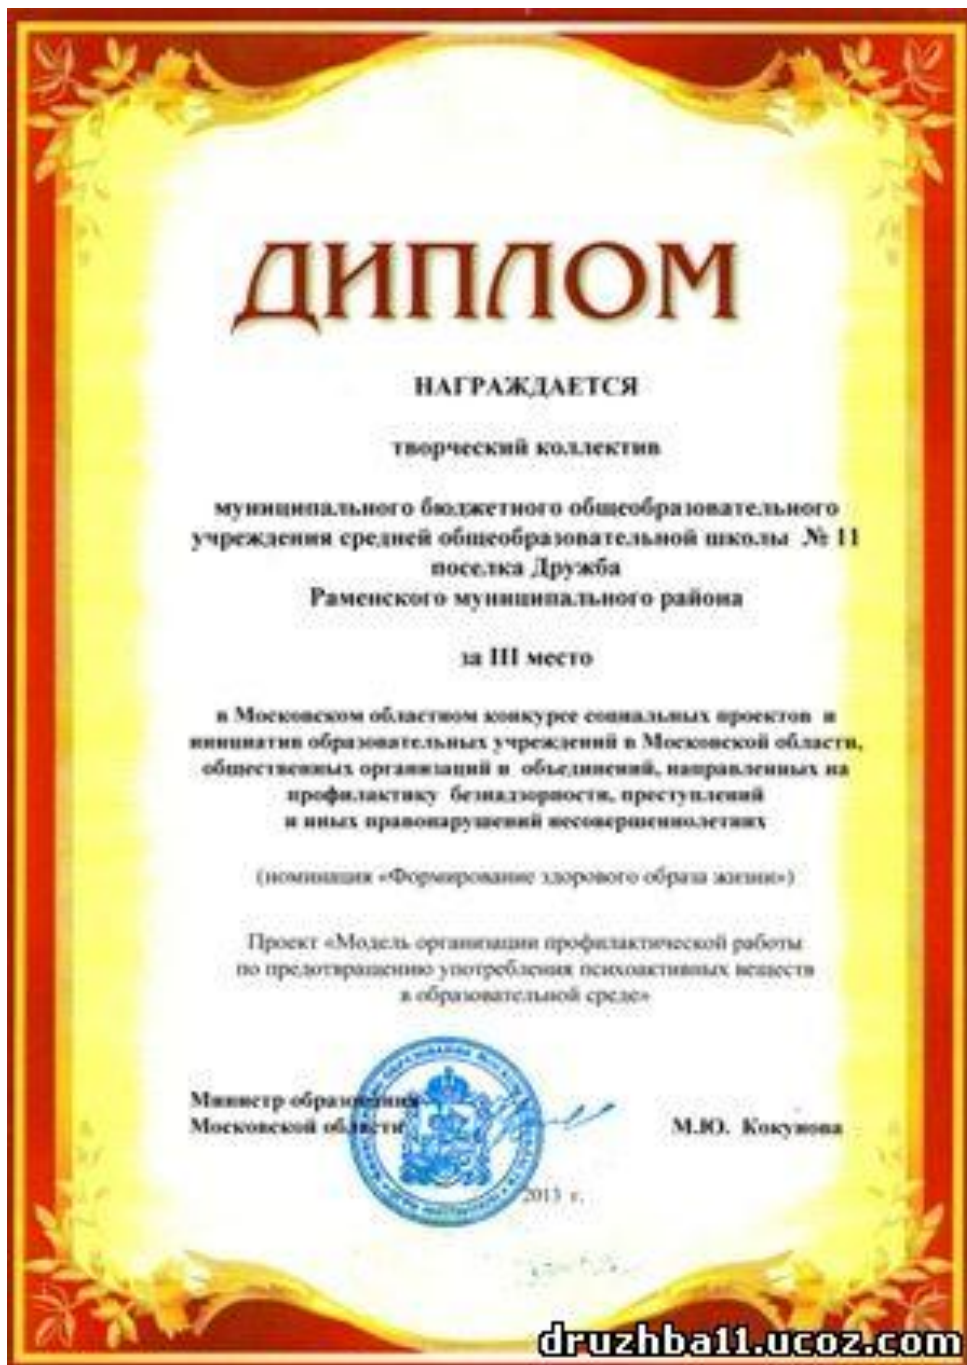 ДИПЛОМ
НАГРАЖДАЕТСЯ
творческий коллектив
муниципального бюджетного общеобразовательного
учреждения средней общеобразовательной школы № 11
поселка Дружба
Раменского муниципального района
за III место
в Московском областном конкурсе социальных проектов и
инициатив образовательных учреждений в Московской области,
общественных организаций и объединений, направленных на
профилактику безнадзорности, преступлений
и иных правонарушений несовершеннолетних
(номинация «Формирование здорового образа жизни»)
Проект «Модель организации профилактической работы
по предотвращению употребления психоактивных веществ
в образовательной среде»
Министр образования
Московской области М.Ю. Кокунова
2013 г.
druzhba11.ucoz.com